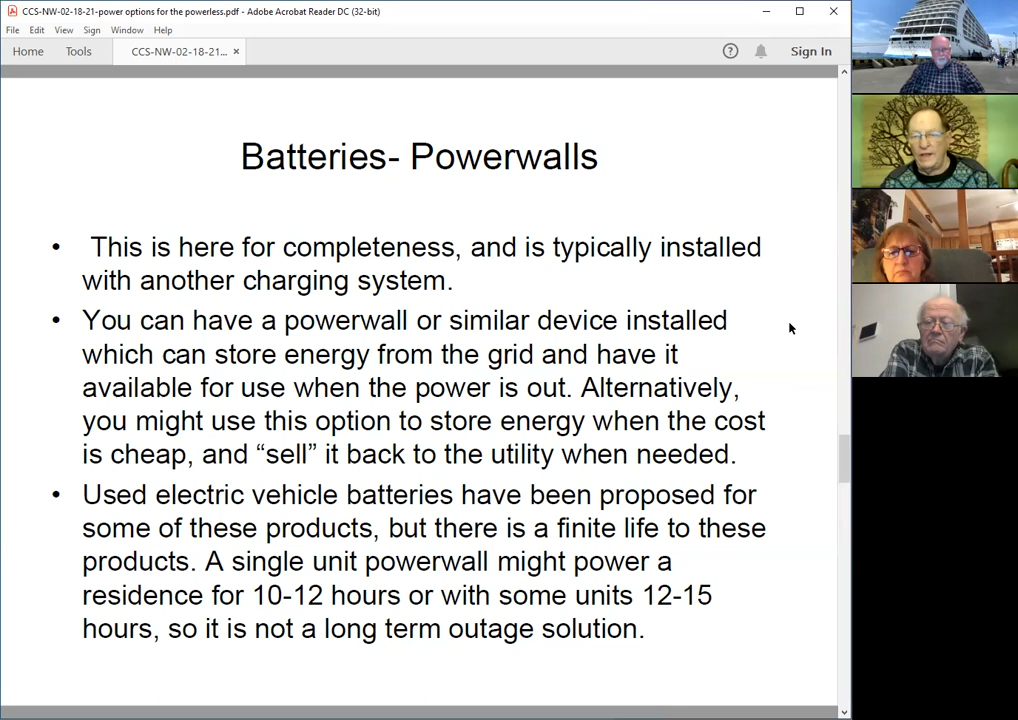 CCS-NW-02-18-21-power options for the powerless.pdf - Adobe Acrobat Reader DC (32-bit)
File Edit View Window Help
Home Tools CCS-NW-02-18-21... × Sign In
Batteries- Powerwalls
• This is here for completeness, and is typically installed
with another charging system.
• You can have a powerwall or similar device installed
which can store energy from the grid and have it
available for use when the power is out. Alternatively,
you might use this option to store energy when the cost
is cheap, and “sell” it back to the utility when needed.
• Used electric vehicle batteries have been proposed for
some of these products, but there is a finite life to these
products. A single unit powerwall might power a
residence for 10-12 hours or with some units 12-15
hours, so it is not a long term outage solution.